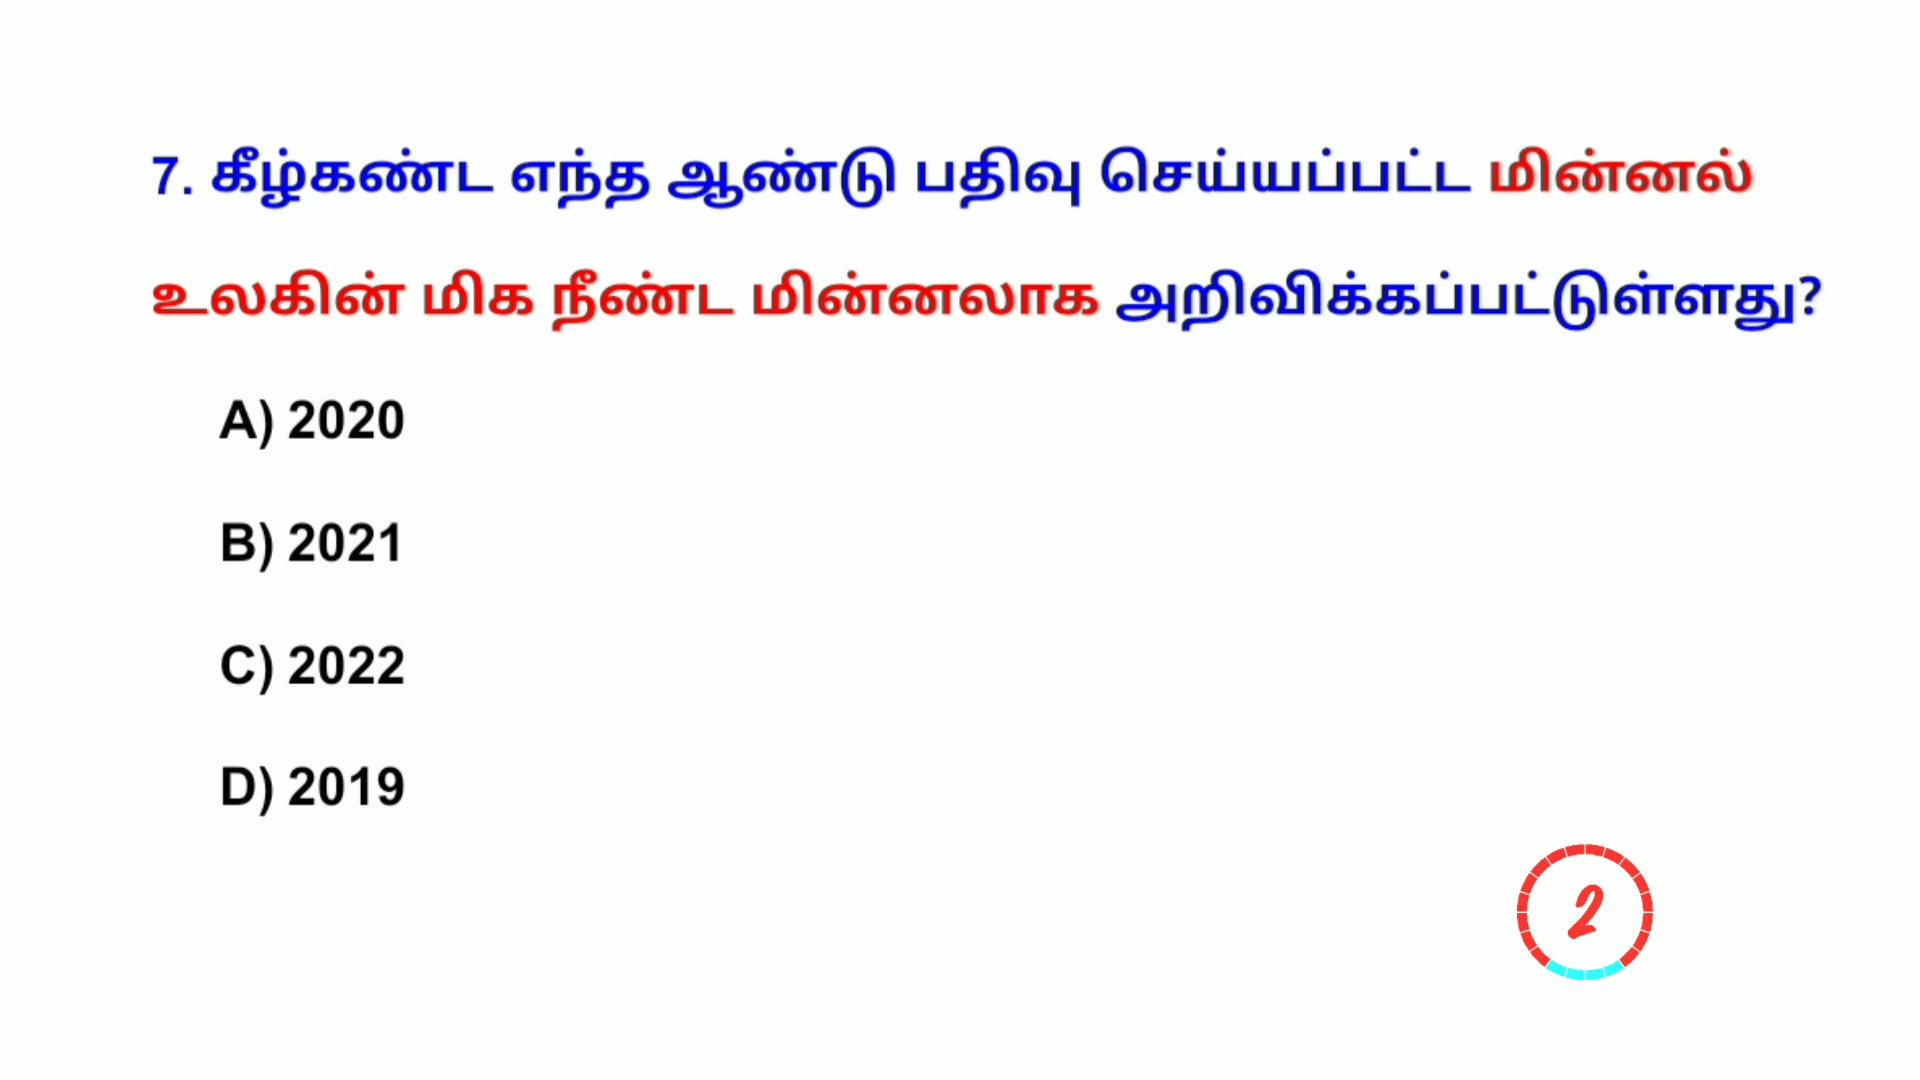 7. கீழ்கண்ட எந்த ஆண்டு பதிவு செய்யப்பட்ட மின்னல்
உலகின் மிக நீண்ட மின்னலாக அறிவிக்கப்பட்டுள்ளது?
A) 2020
B) 2021
C) 2022
D) 2019
2